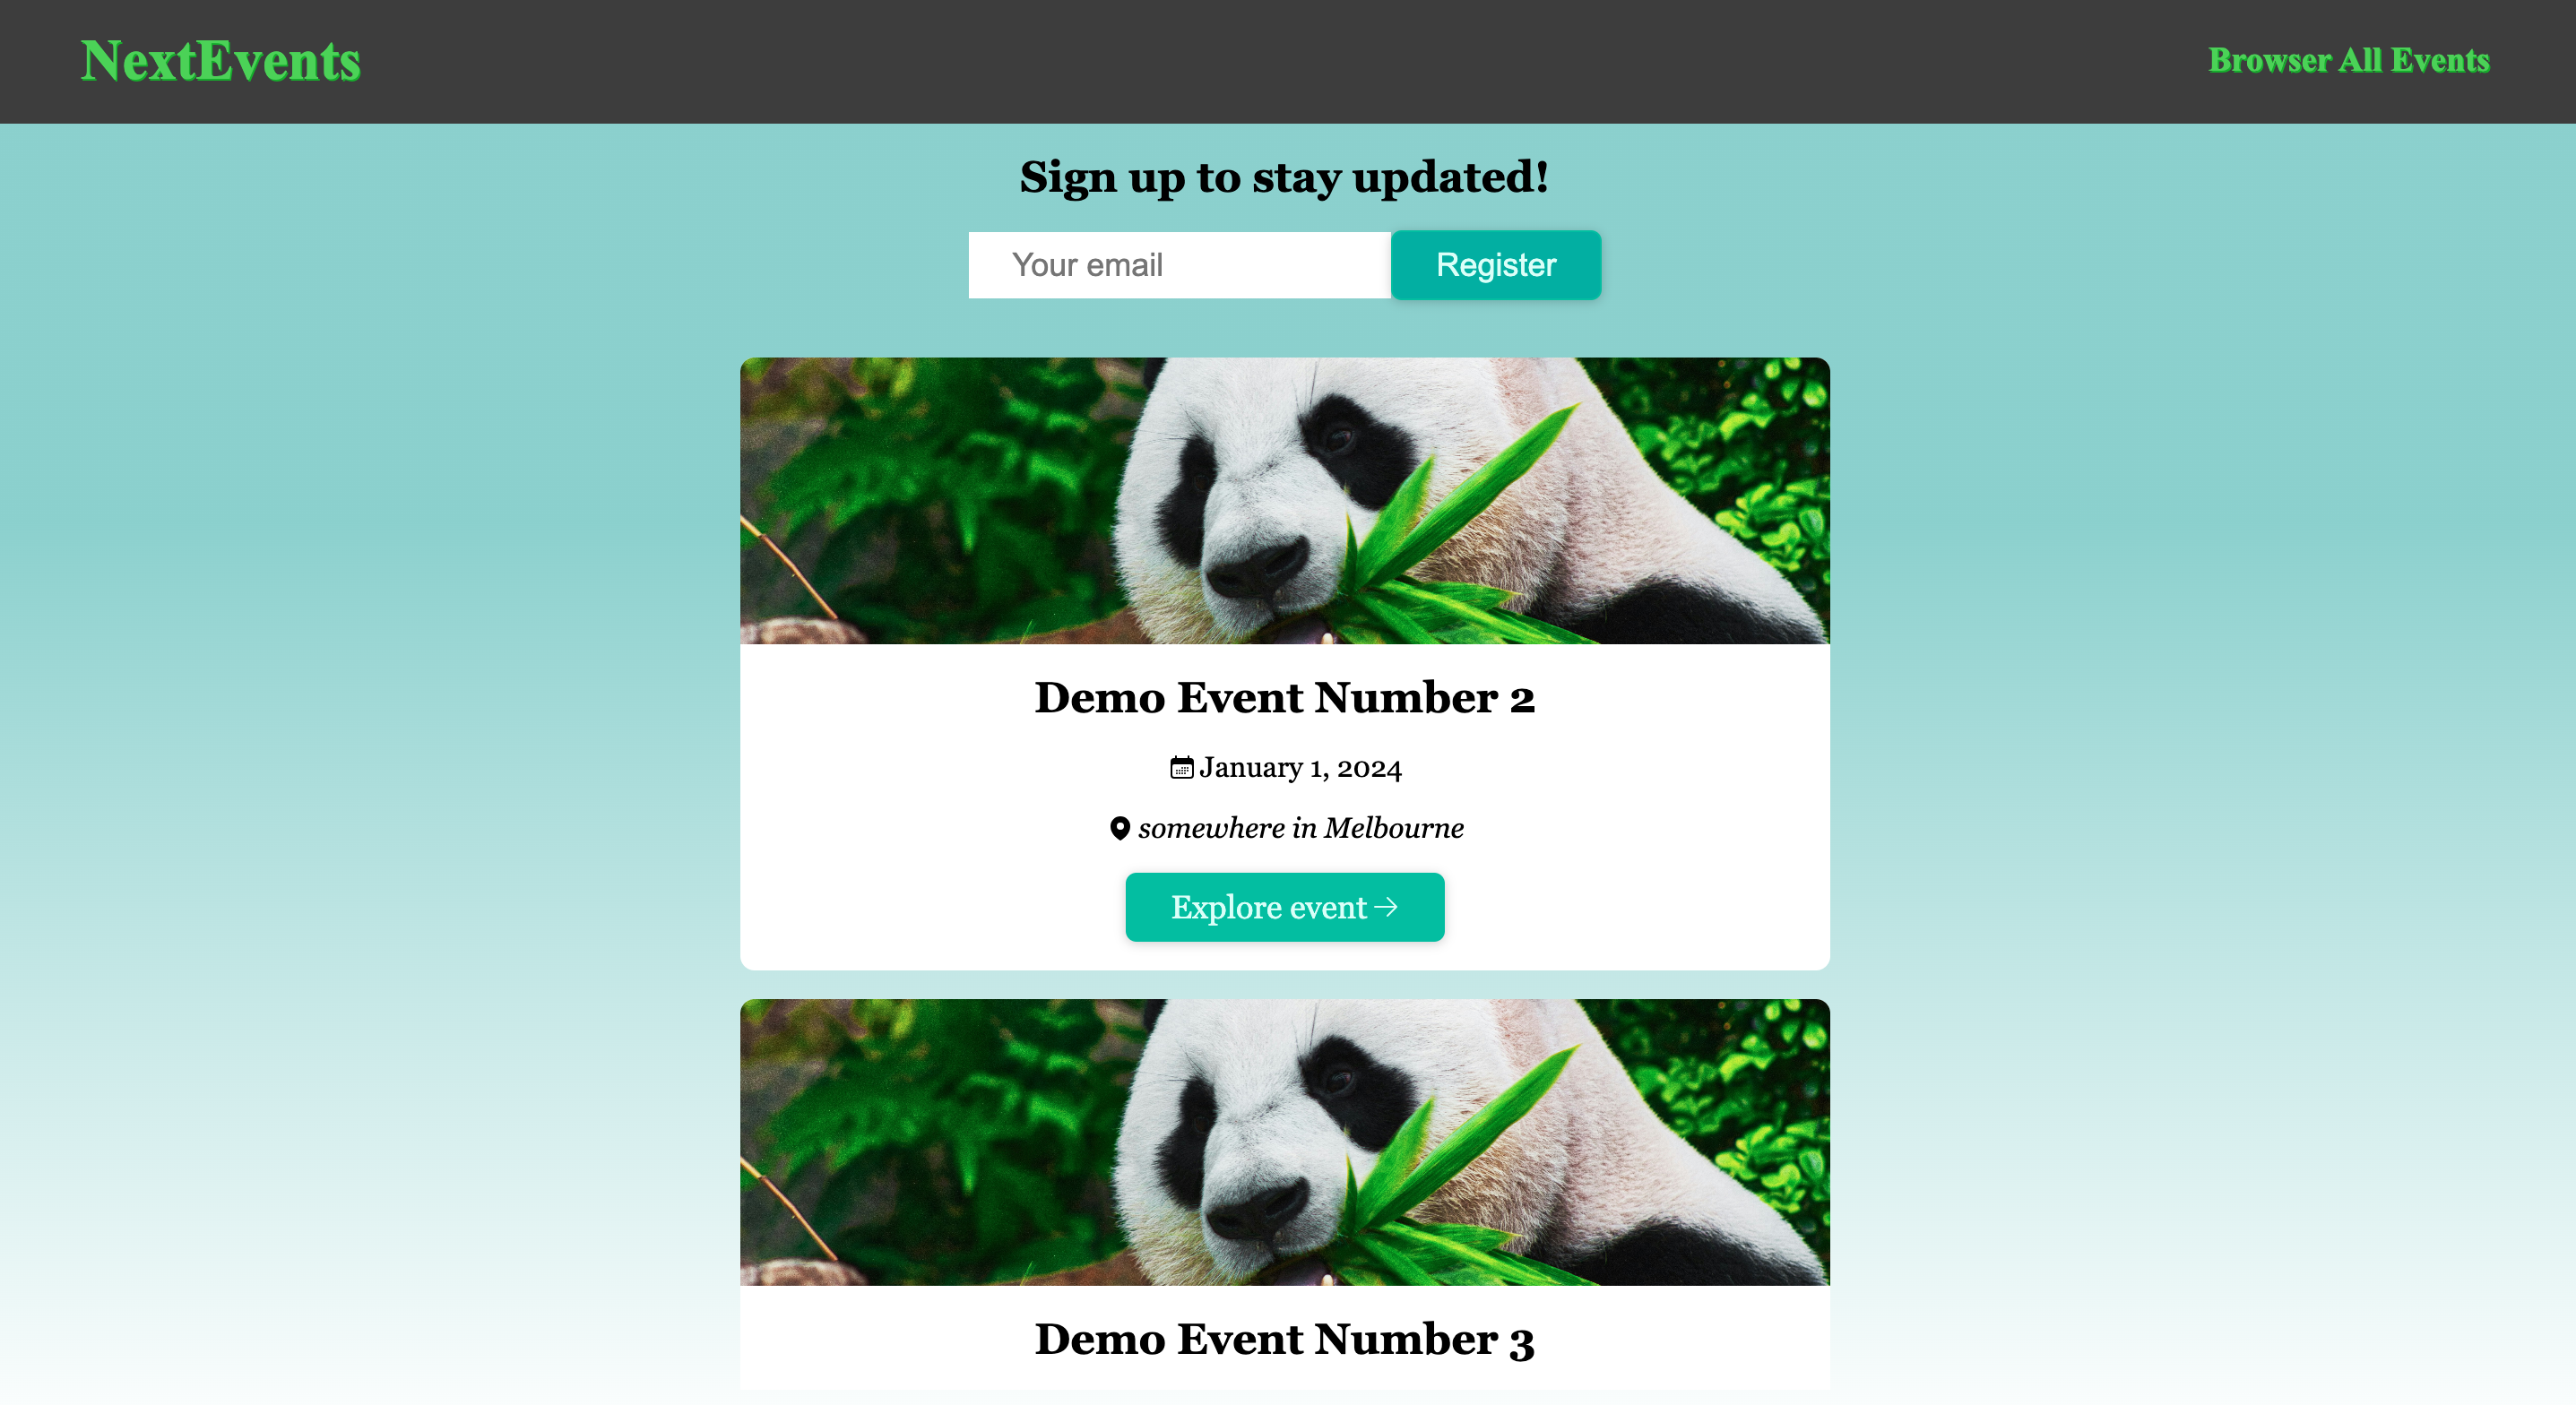 NextEvents
Browser All Events
Sign up to stay updated!
Your email
Register
Demo Event Number 2
January 1, 2024
somewhere in Melbourne
Explore event
Demo Event Number 3